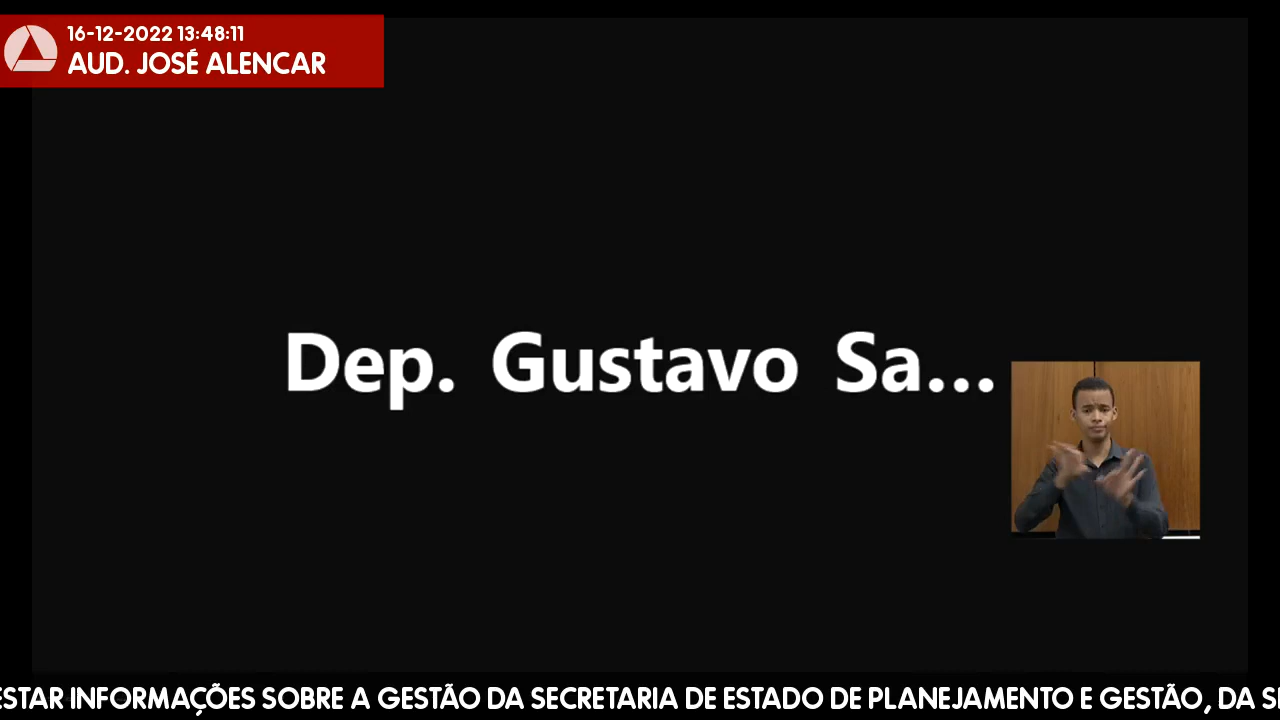 16-12-2022 13:48:11
AUD. JOSÉ ALENCAR
Dep. Gustavo Sa...
ESTAR INFORMAÇÕES SOBRE A GESTÃO DA SECRETARIA DE ESTADO DE PLANEJAMENTO E GESTÃO, DA